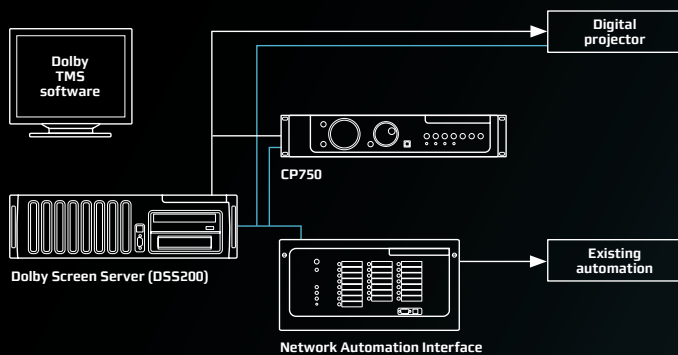 Digital
projector
Dolby
TMS
software
CP750
Dolby Screen Server (DSS200)
Existing
automation
Network Automation Interface